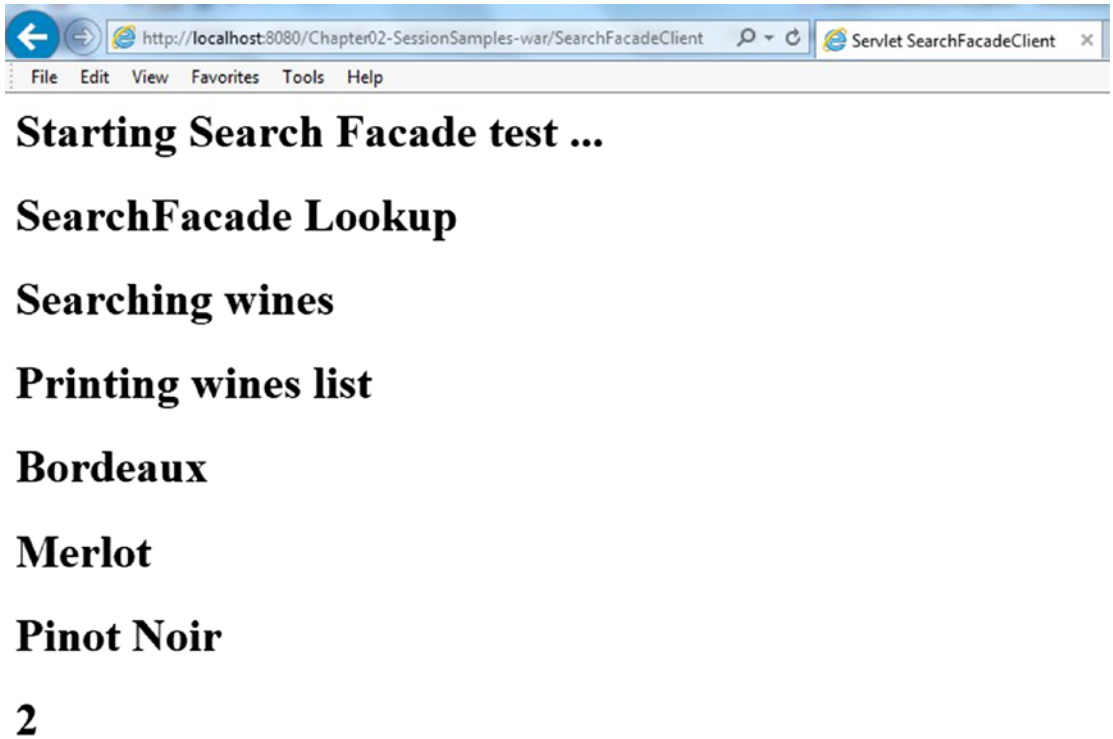 http://localhost:8080/Chapter02-SessionSamples-war/SearchFacadeClient
Servlet SearchFacadeClient
File Edit View Favorites Tools Help
Starting Search Facade test ...
SearchFacade Lookup
Searching wines
Printing wines list
Bordeaux
Merlot
Pinot Noir
2